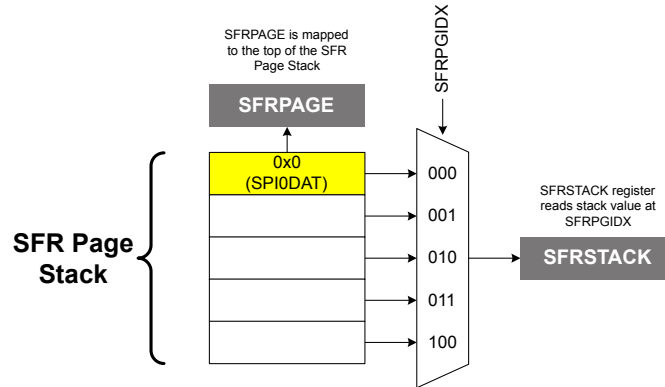 SFRPAGE is mapped
to the top of the SFR
Page Stack
SFRPGIDX
SFRPAGE
0x0
(SPI0DAT)
000
001
010
011
100
SFR Page
Stack
SFRSTACK register
reads stack value at
SFRPGIDX
SFRSTACK